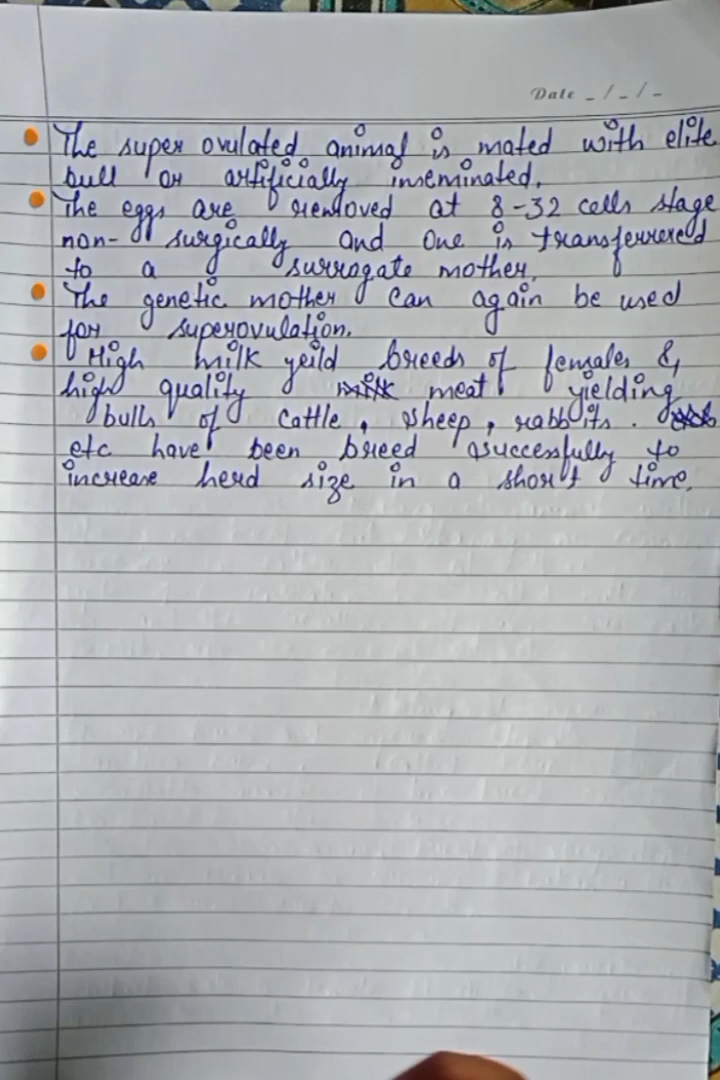 Date _ / _ / _
The super ovulated animal is mated with elite
bull or artificially inseminated.
The eggs are removed at 8-32 cells stage
non- surgically and one is transferrered
to a surrogate mother.
The genetic mother can again be used
for superovulation.
High milk yeild breeds of females &
high quality meat yielding
bulls of cattle, sheep, rabbits.
etc have been breed successfully to
increase herd size in a short time.